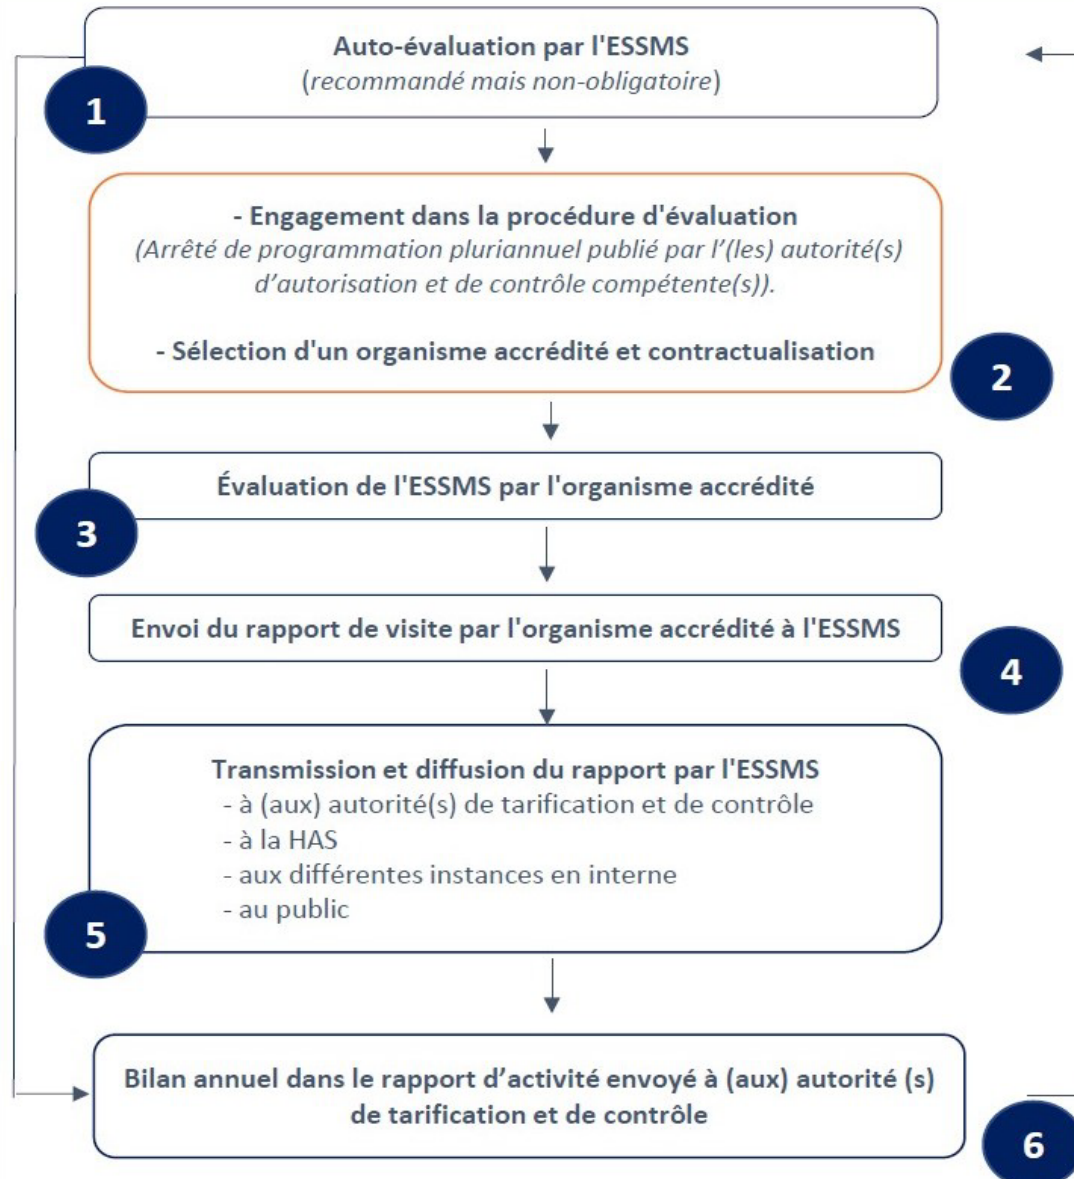 Auto-évaluation par l'ESSMS
(recommandé mais non-obligatoire)
1
- Engagement dans la procédure d'évaluation
(Arrêté de programmation pluriannuel publié par l’(les) autorité(s)
d’autorisation et de contrôle compétente(s)).
- Sélection d'un organisme accrédité et contractualisation
2
Évaluation de l'ESSMS par l'organisme accrédité
3
Envoi du rapport de visite par l'organisme accrédité à l'ESSMS
4
Transmission et diffusion du rapport par l'ESSMS
- à (aux) autorité(s) de tarification et de contrôle
- à la HAS
- aux différentes instances en interne
- au public
5
Bilan annuel dans le rapport d’activité envoyé à (aux) autorité (s)
de tarification et de contrôle
6